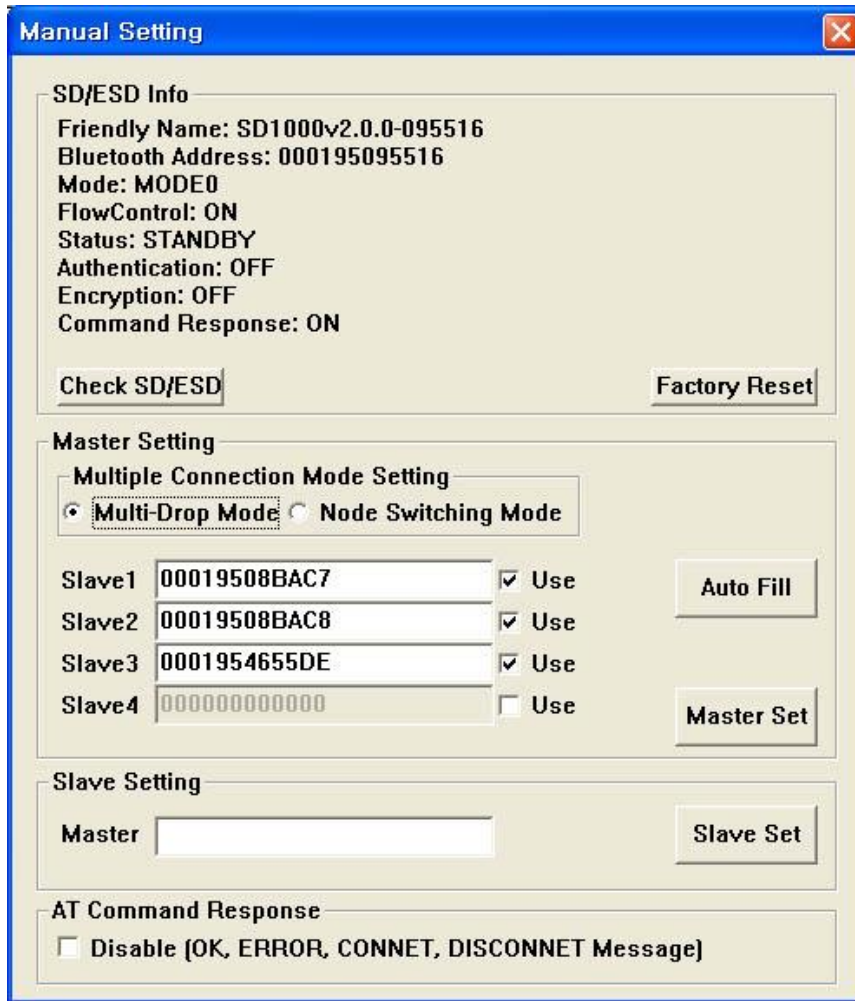 Manual Setting
SD/ESD Info
Friendly Name: SD1000v2.0.0-095516
Bluetooth Address: 000195095516
Mode: MODE0
FlowControl: ON
Status: STANDBY
Authentication: OFF
Encryption: OFF
Command Response: ON
Check SD/ESD Factory Reset
Master Setting
Multiple Connection Mode Setting
Multi-Drop Mode Node Switching Mode
Slave1 00019508BAC7 Use Auto Fill
Slave2 00019508BAC8 Use
Slave3 0001954655DE Use
Slave4 000000000000 Use Master Set
Slave Setting
Master Slave Set
AT Command Response
Disable (OK, ERROR, CONNET, DISCONNET Message)